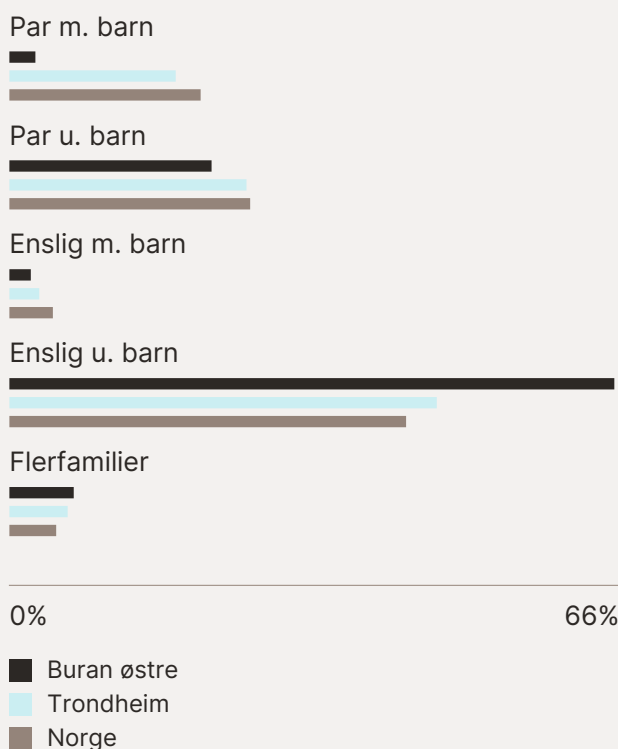 Par m. barn
Par u. barn
Enslig m. barn
Enslig u. barn
Flerfamilier
0% 66%
Buran østre
Trondheim
Norge